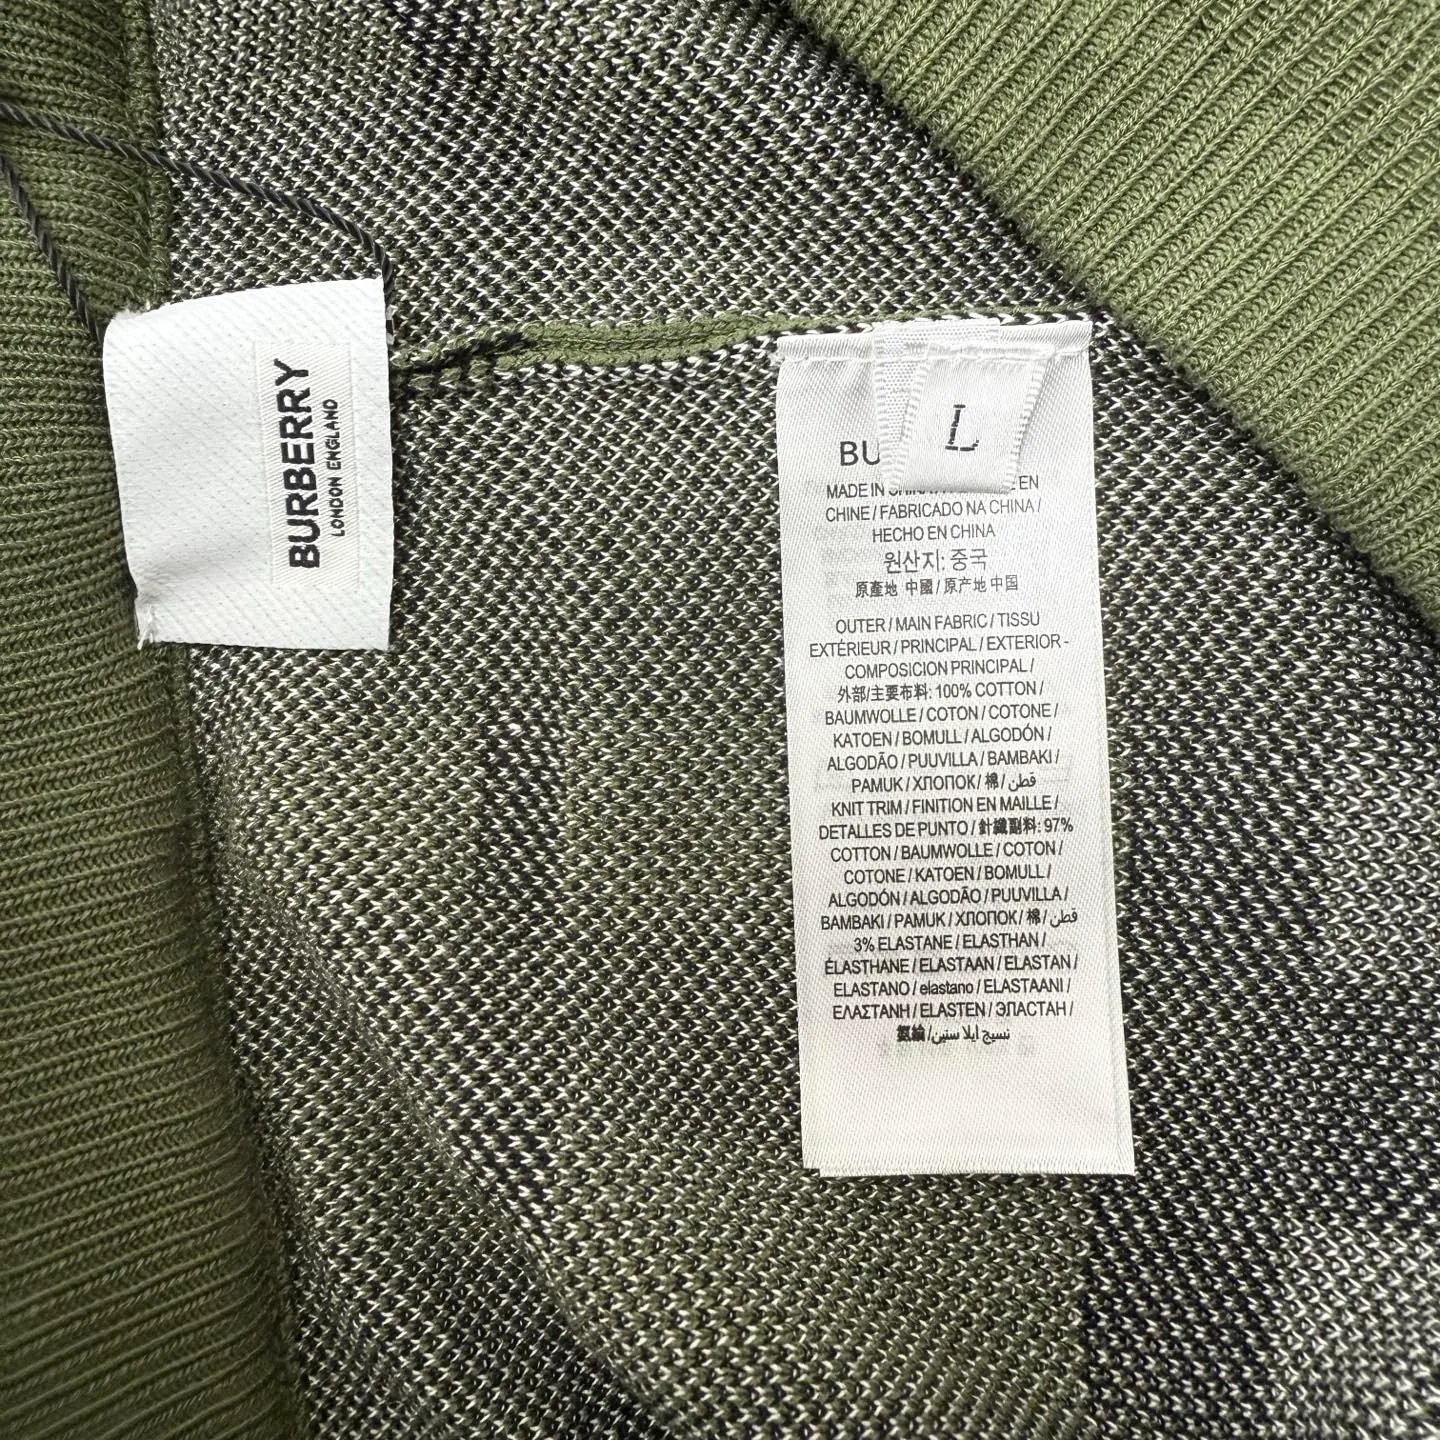 BURBERRY
LONDON ENGLAND
L
BU
MADE IN CHINA / EN
CHINE / FABRICADO NA CHINA /
HECHO EN CHINA
원산지: 중국
原產地 中國 / 原产地 中国
OUTER / MAIN FABRIC / TISSU
EXTÉRIEUR / PRINCIPAL / EXTERIOR -
COMPOSICION PRINCIPAL /
外部/主要布料: 100% COTTON /
BAUMWOLLE / COTON / COTONE /
KATOEN / BOMULL / ALGODÓN /
ALGODÃO / PUUVILLA / BAMBAKI /
PAMUK / ХЛОПОК / 棉 / قطن
KNIT TRIM / FINITION EN MAILLE /
DETALLES DE PUNTO / 針織副料: 97%
COTTON / BAUMWOLLE / COTON /
COTONE / KATOEN / BOMULL /
ALGODÓN / ALGODÃO / PUUVILLA /
BAMBAKI / PAMUK / ХЛОПОК / 棉 / قطن
3% ELASTANE / ELASTHAN /
ÉLASTHANE / ELASTAAN / ELASTAN /
ELASTANO / elastano / ELASTAANI /
ΕΛΑΣΤΑΝΗ / ELASTEN / ЭЛАСТАН /
氨綸 / نسيج ايلا ستين